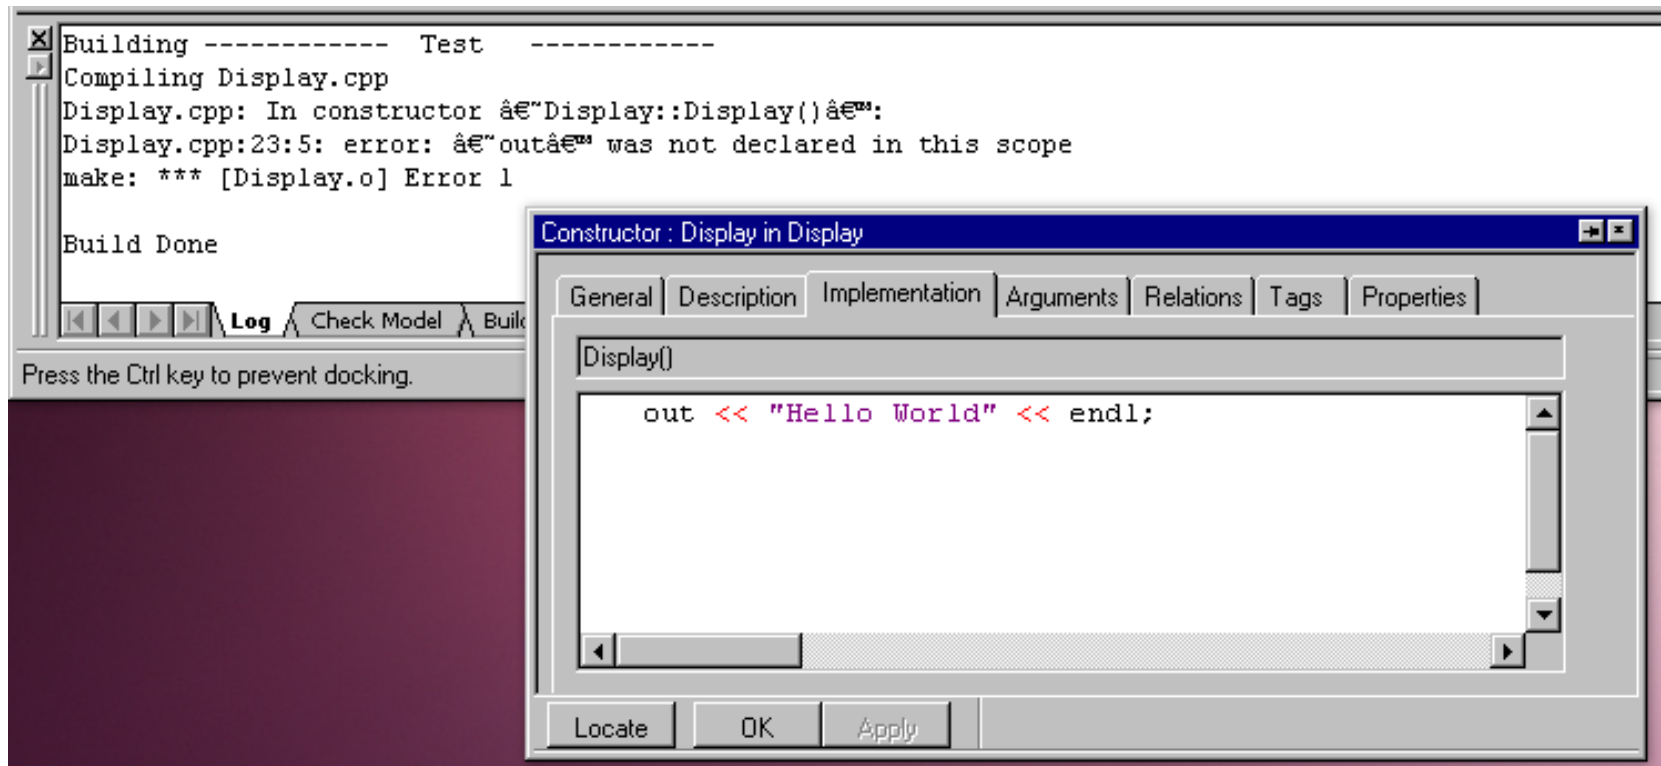 Building ------------  Test   ------------
Compiling Display.cpp
Display.cpp: In constructor â€˜Display::Display()â€™:
Display.cpp:23:5: error: â€˜outâ€™ was not declared in this scope
make: *** [Display.o] Error 1
Build Done
Log Check Model Builc
Press the Ctrl key to prevent docking.
Constructor : Display in Display
General Description Implementation Arguments Relations Tags Properties
Display()
out << "Hello World" << endl;
Locate OK Apply